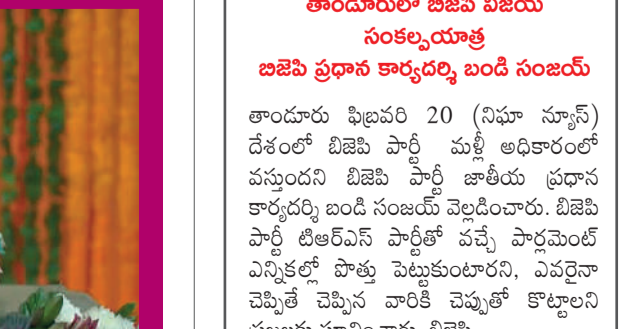 తాండూరులో బిజెపి విజయ
సంకల్పయాత్ర
బిజెపి ప్రధాన కార్యదర్శి బండి సంజయ్
తాండూరు ఫిబ్రవరి 20 (నిఘా న్యూస్)
దేశంలో బిజెపి పార్టీ మళ్లీ అధికారంలో
వస్తుందని బిజెపి పార్టీ జాతీయ ప్రధాన
కార్యదర్శి బండి సంజయ్ వెల్లడించారు. బిజెపి
పార్టీ టిఆర్ఎస్ పార్టీతో వచ్చే పార్లమెంట్
ఎన్నికల్లో పొత్తు పెట్టుకుంటారని, ఎవరైనా
చెప్పితే చెప్పిన వారికి చెప్పుతో కొట్టాలని